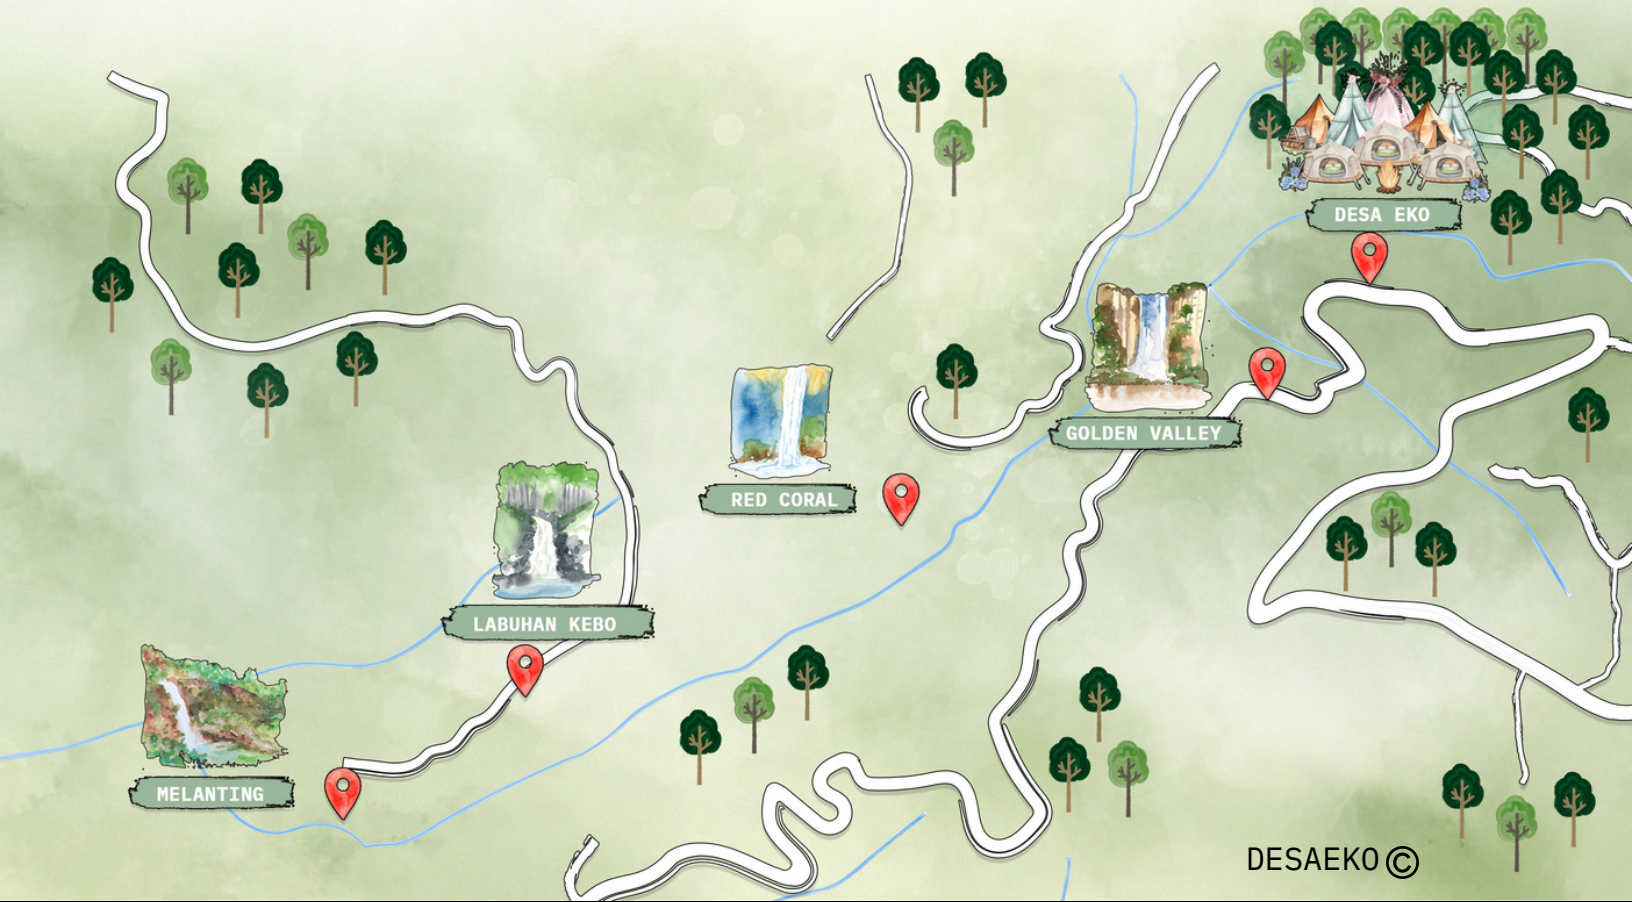 DESA EKO
GOLDEN VALLEY
RED CORAL
LABUHAN KEBO
MELANTING
DESAEKO ©